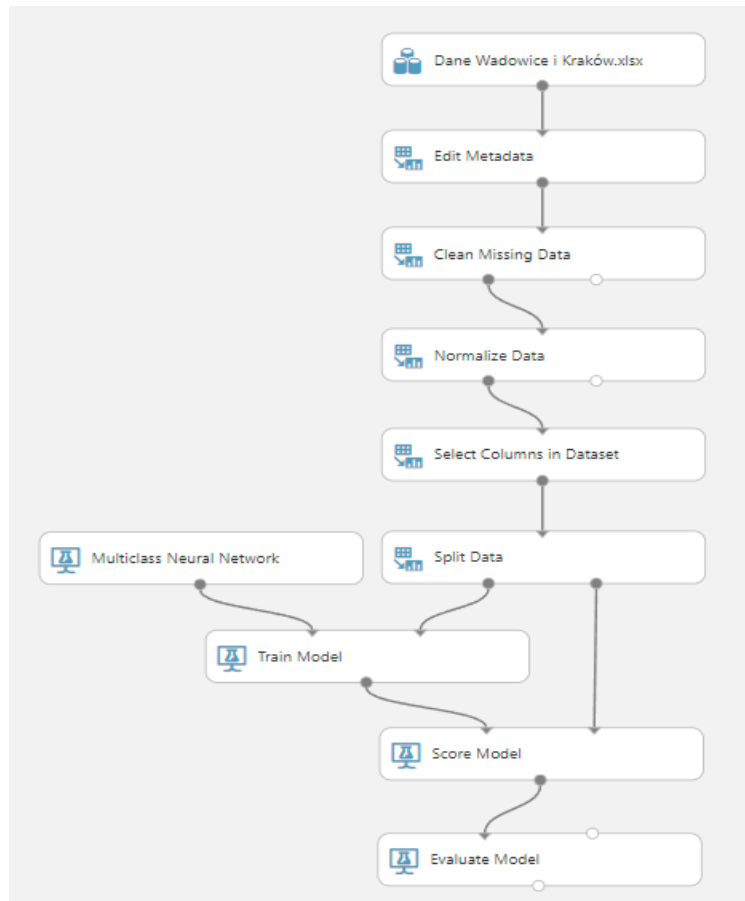 Dane Wadowice i Kraków.xlsx
Edit Metadata
Clean Missing Data
Normalize Data
Select Columns in Dataset
Multiclass Neural Network
Split Data
Train Model
Score Model
Evaluate Model